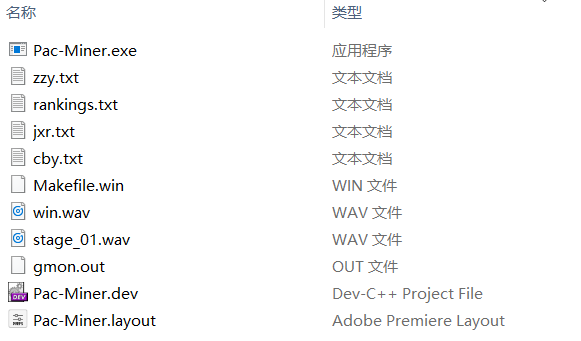 名称 类型
Pac-Miner.exe 应用程序
zzy.txt 文本文档
rankings.txt 文本文档
jxr.txt 文本文档
cby.txt 文本文档
Makefile.win WIN 文件
win.wav WAV 文件
stage_01.wav WAV 文件
gmon.out OUT 文件
DEV Pac-Miner.dev Dev-C++ Project File
Pac-Miner.layout Adobe Premiere Layout